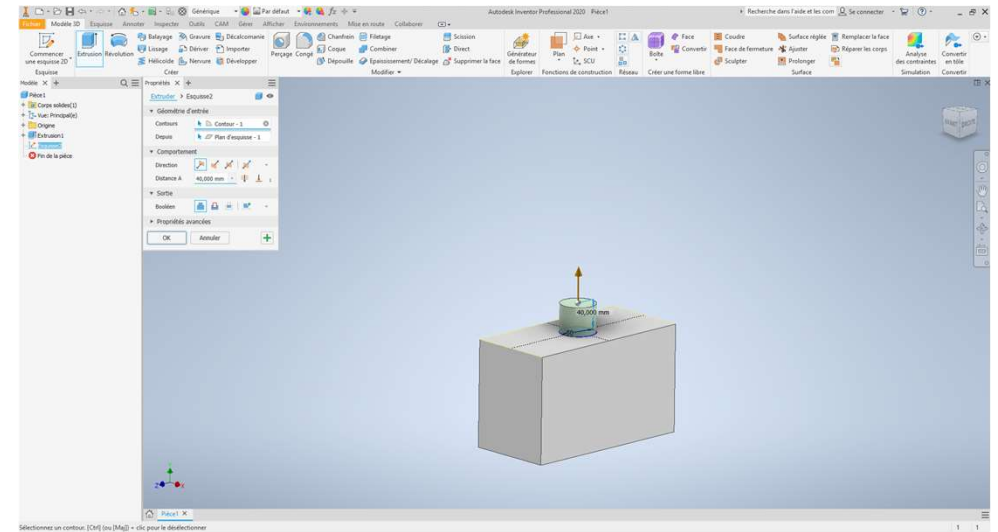 Générique
Par défaut
Autodesk Inventor Professional 2020 Pièce1
Recherche dans l'aide et les com
Se connecter
Fichier Modèle 3D Esquisse Annoter Inspecter Outils CAM Gérer Afficher Environnements Mise en route Collaborer
Commencer une esquisse 2D
Extrusion Révolution
Balayage Gravure Décalcomanie
Lissage Dériver Importer
Hélicoïde Nervure Développer
Perçage Congé
Chanfrein Filetage Scission
Coque Combiner Direct
Dépouille Epaississement/ Décalage Supprimer la face
Générateur de formes
Plan
Axe
Point
SCU
Boîte
Face
Convertir
Coudre Surface réglée Remplacer la face
Face de fermeture Ajuster Réparer les corps
Sculpter Prolonger
Analyse des contraintes
Convertir en tôle
Esquisse Créer Modifier Explorer Fonctions de construction Réseau Créer une forme libre Surface Simulation Convertir
Modèle
Pièce1
Corps solides(1)
Vue: Principal(e)
Origine
Extrusion1
Esquisse2
Fin de la pièce
Propriétés
Extruder > Esquisse2
Géométrie d'entrée
Contours Contour - 1
Depuis Plan d'esquisse - 1
Comportement
Direction
Distance A 40,000 mm
Sortie
Booléen
Propriétés avancées
OK Annuler
40,000 mm
Pièce1
Sélectionnez un contour. [Ctrl] (ou [Maj]) + clic pour le désélectionner
1 1